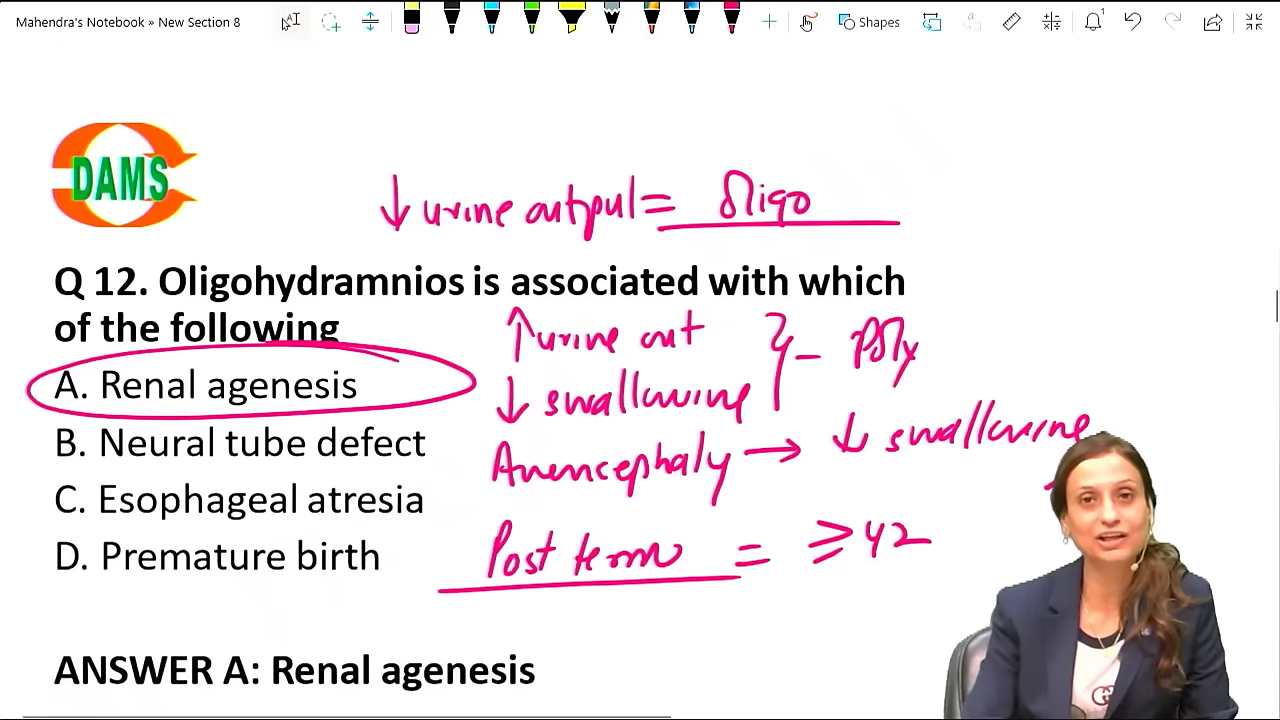 Mahendra's Notebook » New Section 8
Shapes
1
DAMS
↓ urine output = Oligo
Q 12. Oligohydramnios is associated with which
of the following
↑ urine out } - Poly
A. Renal agenesis
↓ swallowing
B. Neural tube defect
Anencephaly → ↓ swallowing
C. Esophageal atresia
Post term = ≥ 42
D. Premature birth
ANSWER A: Renal agenesis